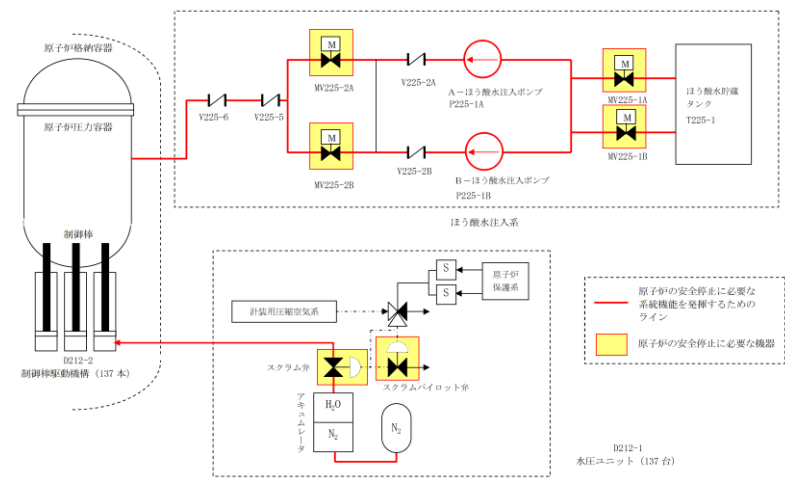 原子炉格納容器
原子炉圧力容器
制御棒
D212-2
制御棒駆動機構 (137 本)
V225-6
V225-5
M
MV225-2A
M
MV225-2B
V225-2A
V225-2B
A－ほう酸水注入ポンプ
P225-1A
B－ほう酸水注入ポンプ
P225-1B
M
MV225-1A
M
MV225-1B
ほう酸水貯蔵
タンク
T225-1
ほう酸水注入系
S
S
原子炉
保護系
計装用圧縮空気系
スクラム弁
スクラムパイロット弁
アキュムレータ
H2O
N2
N2
D212-1
水圧ユニット (137 台)
原子炉の安全停止に必要な
系統機能を発揮するための
ライン
原子炉の安全停止に必要な機器